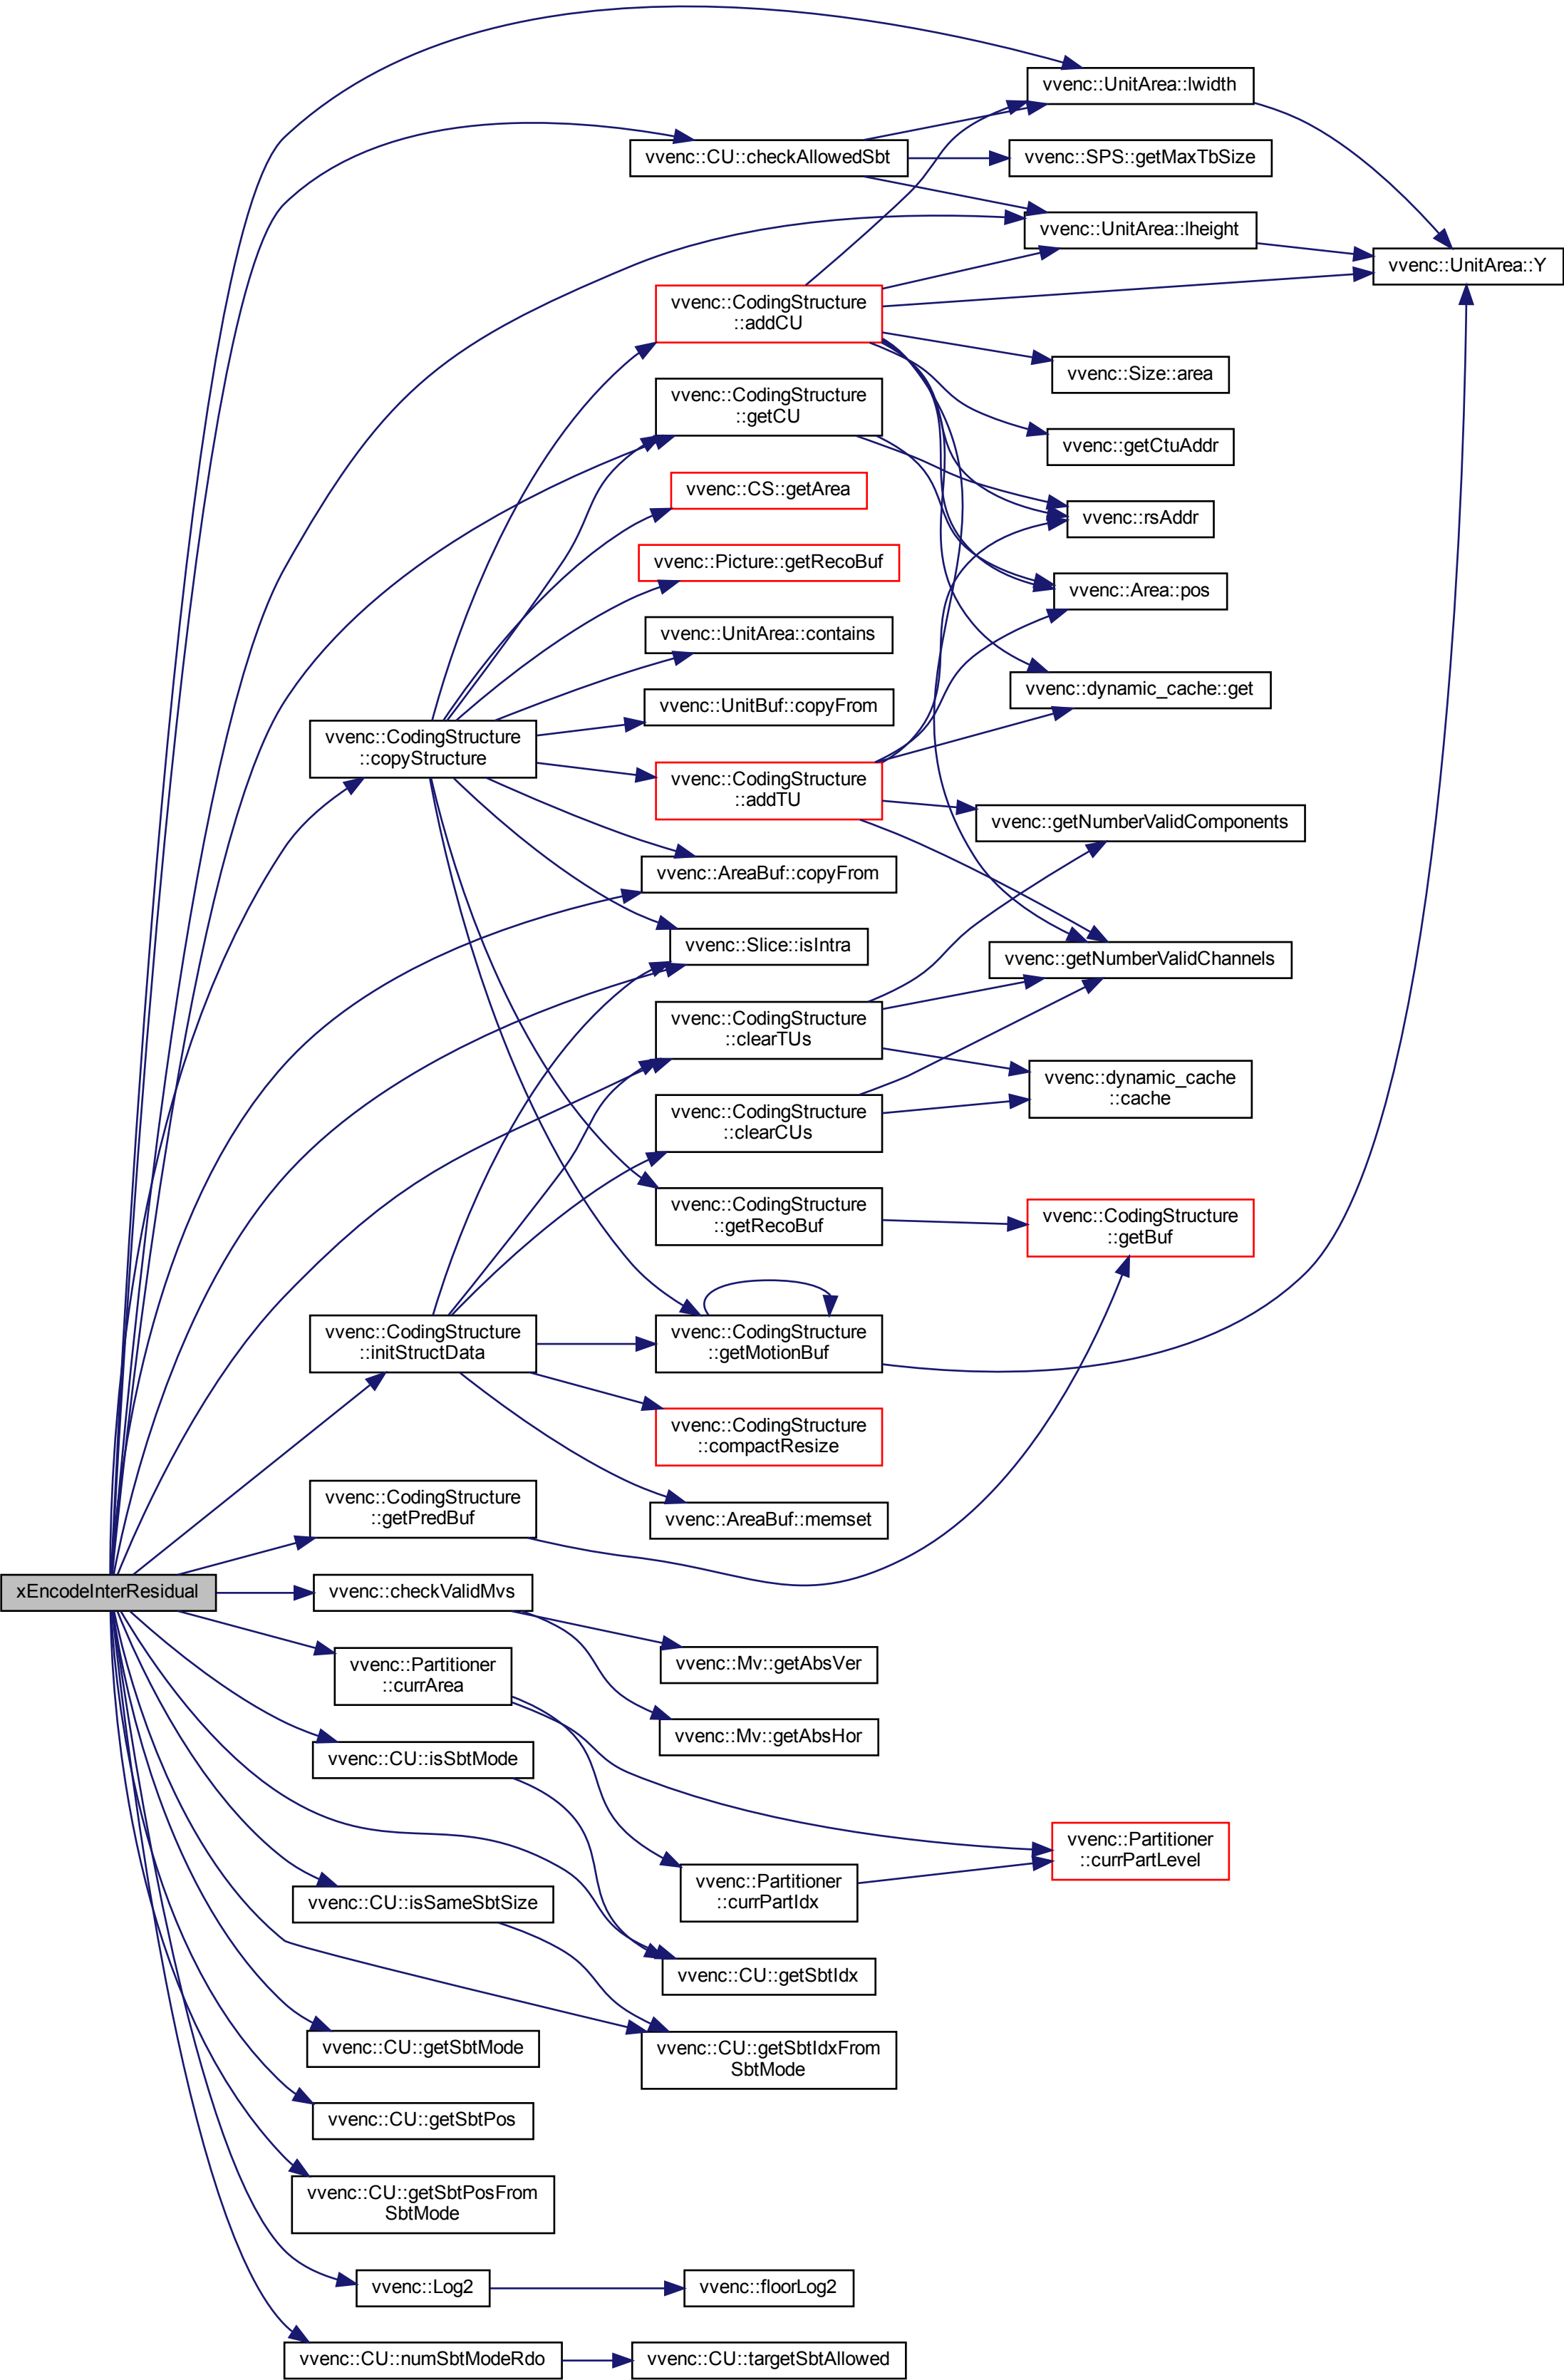 vvenc::UnitArea::lwidth
vvenc::CU::checkAllowedSbt
vvenc::SPS::getMaxTbSize
vvenc::UnitArea::lheight
vvenc::UnitArea::Y
vvenc::CodingStructure
::addCU
vvenc::Size::area
vvenc::CodingStructure
::getCU
vvenc::getCtuAddr
vvenc::CS::getArea
vvenc::rsAddr
vvenc::Picture::getRecoBuf
vvenc::Area::pos
vvenc::UnitArea::contains
vvenc::dynamic_cache::get
vvenc::UnitBuf::copyFrom
vvenc::CodingStructure
::copyStructure
vvenc::CodingStructure
::addTU
vvenc::getNumberValidComponents
vvenc::AreaBuf::copyFrom
vvenc::Slice::isIntra
vvenc::getNumberValidChannels
vvenc::CodingStructure
::clearTUs
vvenc::dynamic_cache
::cache
vvenc::CodingStructure
::clearCUs
vvenc::CodingStructure
::getRecoBuf
vvenc::CodingStructure
::getBuf
vvenc::CodingStructure
::initStructData
vvenc::CodingStructure
::getMotionBuf
vvenc::CodingStructure
::compactResize
vvenc::CodingStructure
::getPredBuf
vvenc::AreaBuf::memset
xEncodeInterResidual
vvenc::checkValidMvs
vvenc::Mv::getAbsVer
vvenc::Partitioner
::currArea
vvenc::Mv::getAbsHor
vvenc::CU::isSbtMode
vvenc::Partitioner
::currPartLevel
vvenc::Partitioner
::currPartIdx
vvenc::CU::isSameSbtSize
vvenc::CU::getSbtIdx
vvenc::CU::getSbtMode
vvenc::CU::getSbtIdxFrom
SbtMode
vvenc::CU::getSbtPos
vvenc::CU::getSbtPosFrom
SbtMode
vvenc::Log2
vvenc::floorLog2
vvenc::CU::numSbtModeRdo
vvenc::CU::targetSbtAllowed